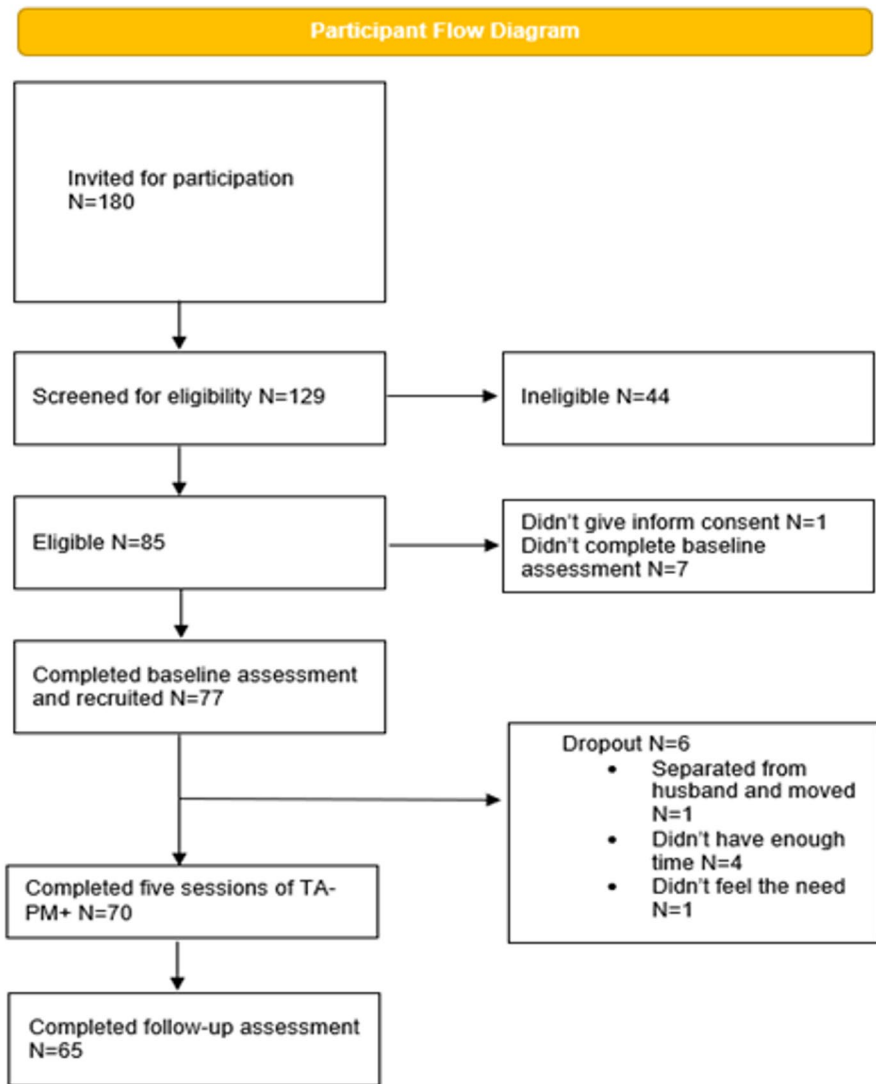 Participant Flow Diagram
Invited for participation
N=180
Screened for eligibility N=129
Ineligible N=44
Eligible N=85
Didn't give inform consent N=1
Didn't complete baseline
assessment N=7
Completed baseline assessment
and recruited N=77
Dropout N=6
• Separated from
husband and moved
N=1
• Didn't have enough
time N=4
• Didn't feel the need
N=1
Completed five sessions of TA-
PM+ N=70
Completed follow-up assessment
N=65